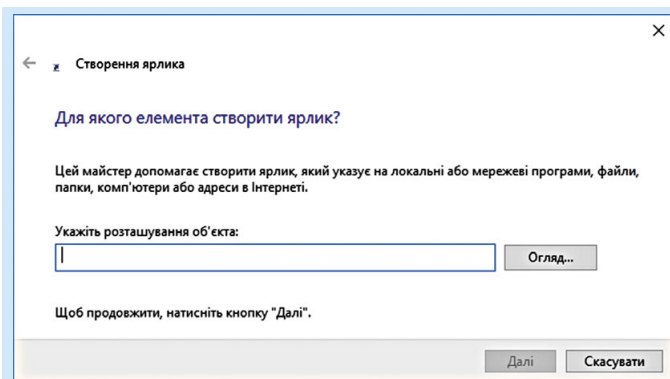 Створення ярлика
Для якого елемента створити ярлик?
Цей майстер допомагає створити ярлик, який указує на локальні або мережеві програми, файли,
папки, комп'ютери або адреси в Інтернеті.
Укажіть розташування об'єкта:
Огляд...
Щоб продовжити, натисніть кнопку "Далі".
Далі Скасувати